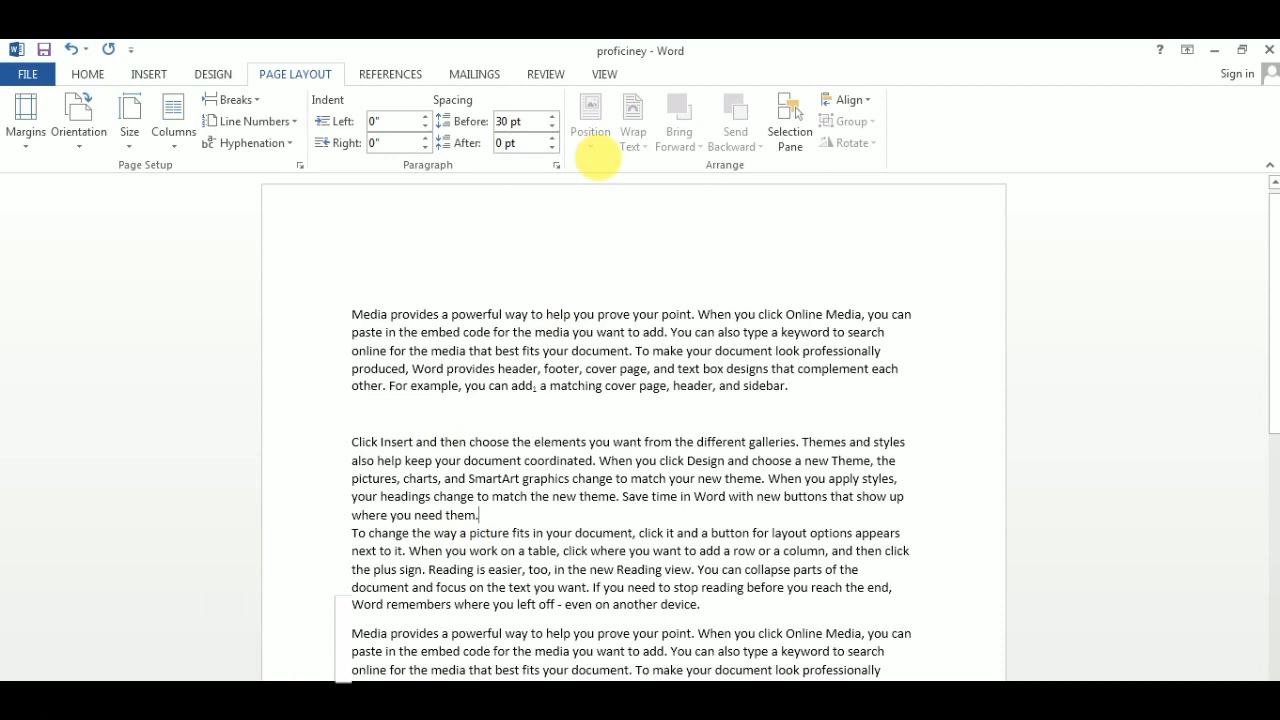 proficiney - Word
?
Sign in
FILE HOME INSERT DESIGN PAGE LAYOUT REFERENCES MAILINGS REVIEW VIEW
Margins
Orientation
Size
Columns
Breaks
Line Numbers
Hyphenation
Page Setup
Indent
Left: 0"
Right: 0"
Spacing
Before: 30 pt
After: 0 pt
Paragraph
Position
Wrap
Text
Bring
Forward
Send
Backward
Selection
Pane
Align
Group
Rotate
Arrange
Media provides a powerful way to help you prove your point. When you click Online Media, you can
paste in the embed code for the media you want to add. You can also type a keyword to search
online for the media that best fits your document. To make your document look professionally
produced, Word provides header, footer, cover page, and text box designs that complement each
other. For example, you can add, a matching cover page, header, and sidebar.
Click Insert and then choose the elements you want from the different galleries. Themes and styles
also help keep your document coordinated. When you click Design and choose a new Theme, the
pictures, charts, and SmartArt graphics change to match your new theme. When you apply styles,
your headings change to match the new theme. Save time in Word with new buttons that show up
where you need them.
To change the way a picture fits in your document, click it and a button for layout options appears
next to it. When you work on a table, click where you want to add a row or a column, and then click
the plus sign. Reading is easier, too, in the new Reading view. You can collapse parts of the
document and focus on the text you want. If you need to stop reading before you reach the end,
Word remembers where you left off - even on another device.
Media provides a powerful way to help you prove your point. When you click Online Media, you can
paste in the embed code for the media you want to add. You can also type a keyword to search
online for the media that best fits your document. To make your document look professionally